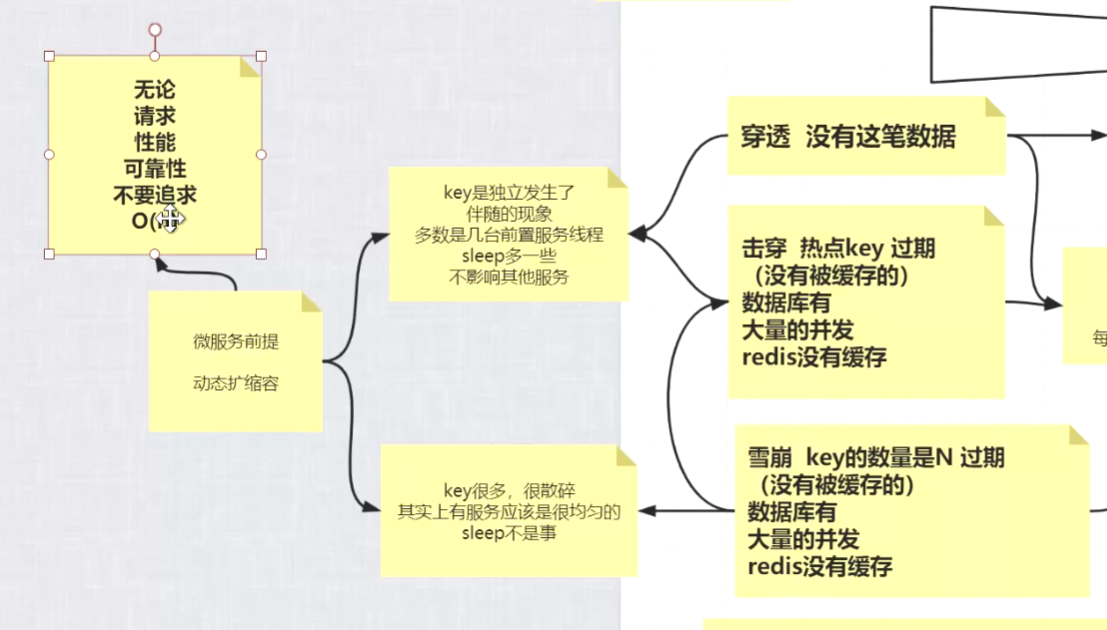 无论
请求
性能
可靠性
不要追求
微服务前提
动态扩缩容
key是独立发生了
伴随的现象
多数是几台前置服务线程
sleep多一些
不影响其他服务
key很多，很散碎
其实上有服务应该是很均匀的
sleep不是事
穿透 没有这笔数据
击穿 热点key 过期
（没有被缓存的）
数据库有
大量的并发
redis没有缓存
雪崩 key的数量是N 过期
（没有被缓存的）
数据库有
大量的并发
redis没有缓存
每